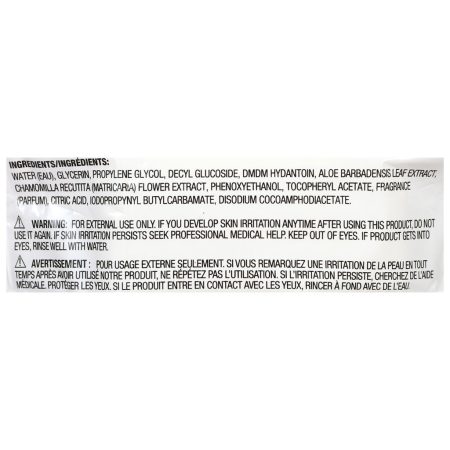 INGREDIENTS/INGRÉDIENTS:
WATER (EAU), GLYCERIN, PROPYLENE GLYCOL, DECYL GLUCOSIDE, DMDM HYDANTOIN, ALOE BARBADENSIS LEAF EXTRACT,
CHAMOMILLA RECUTITA (MATRICARIA) FLOWER EXTRACT, PHENOXYETHANOL, TOCOPHERYL ACETATE, FRAGRANCE
(PARFUM), CITRIC ACID, IODOPROPYNYL BUTYLCARBAMATE, DISODIUM COCOAMPHODIACETATE.
⚠ WARNING: FOR EXTERNAL USE ONLY. IF YOU DEVELOP SKIN IRRITATION ANYTIME AFTER USING THIS PRODUCT, DO NOT
USE IT AGAIN. IF SKIN IRRITATION PERSISTS SEEK PROFESSIONAL MEDICAL HELP. KEEP OUT OF EYES. IF PRODUCT GETS INTO
EYES, RINSE WELL WITH WATER.
⚠ AVERTISSEMENT : POUR USAGE EXTERNE SEULEMENT. SI VOUS REMARQUEZ UNE IRRITATION DE LA PEAU EN TOUT
TEMPS APRÈS AVOIR UTILISÉ NOTRE PRODUIT, NE RÉPÉTEZ PAS L'UTILISATION. SI L'IRRITATION PERSISTE, CHERCHEZ DE L'AIDE
MÉDICALE. PROTÉGER LES YEUX. SI LE PRODUIT ENTRE EN CONTACT AVEC LES YEUX, RINCER À FOND AVEC DE L'EAU.